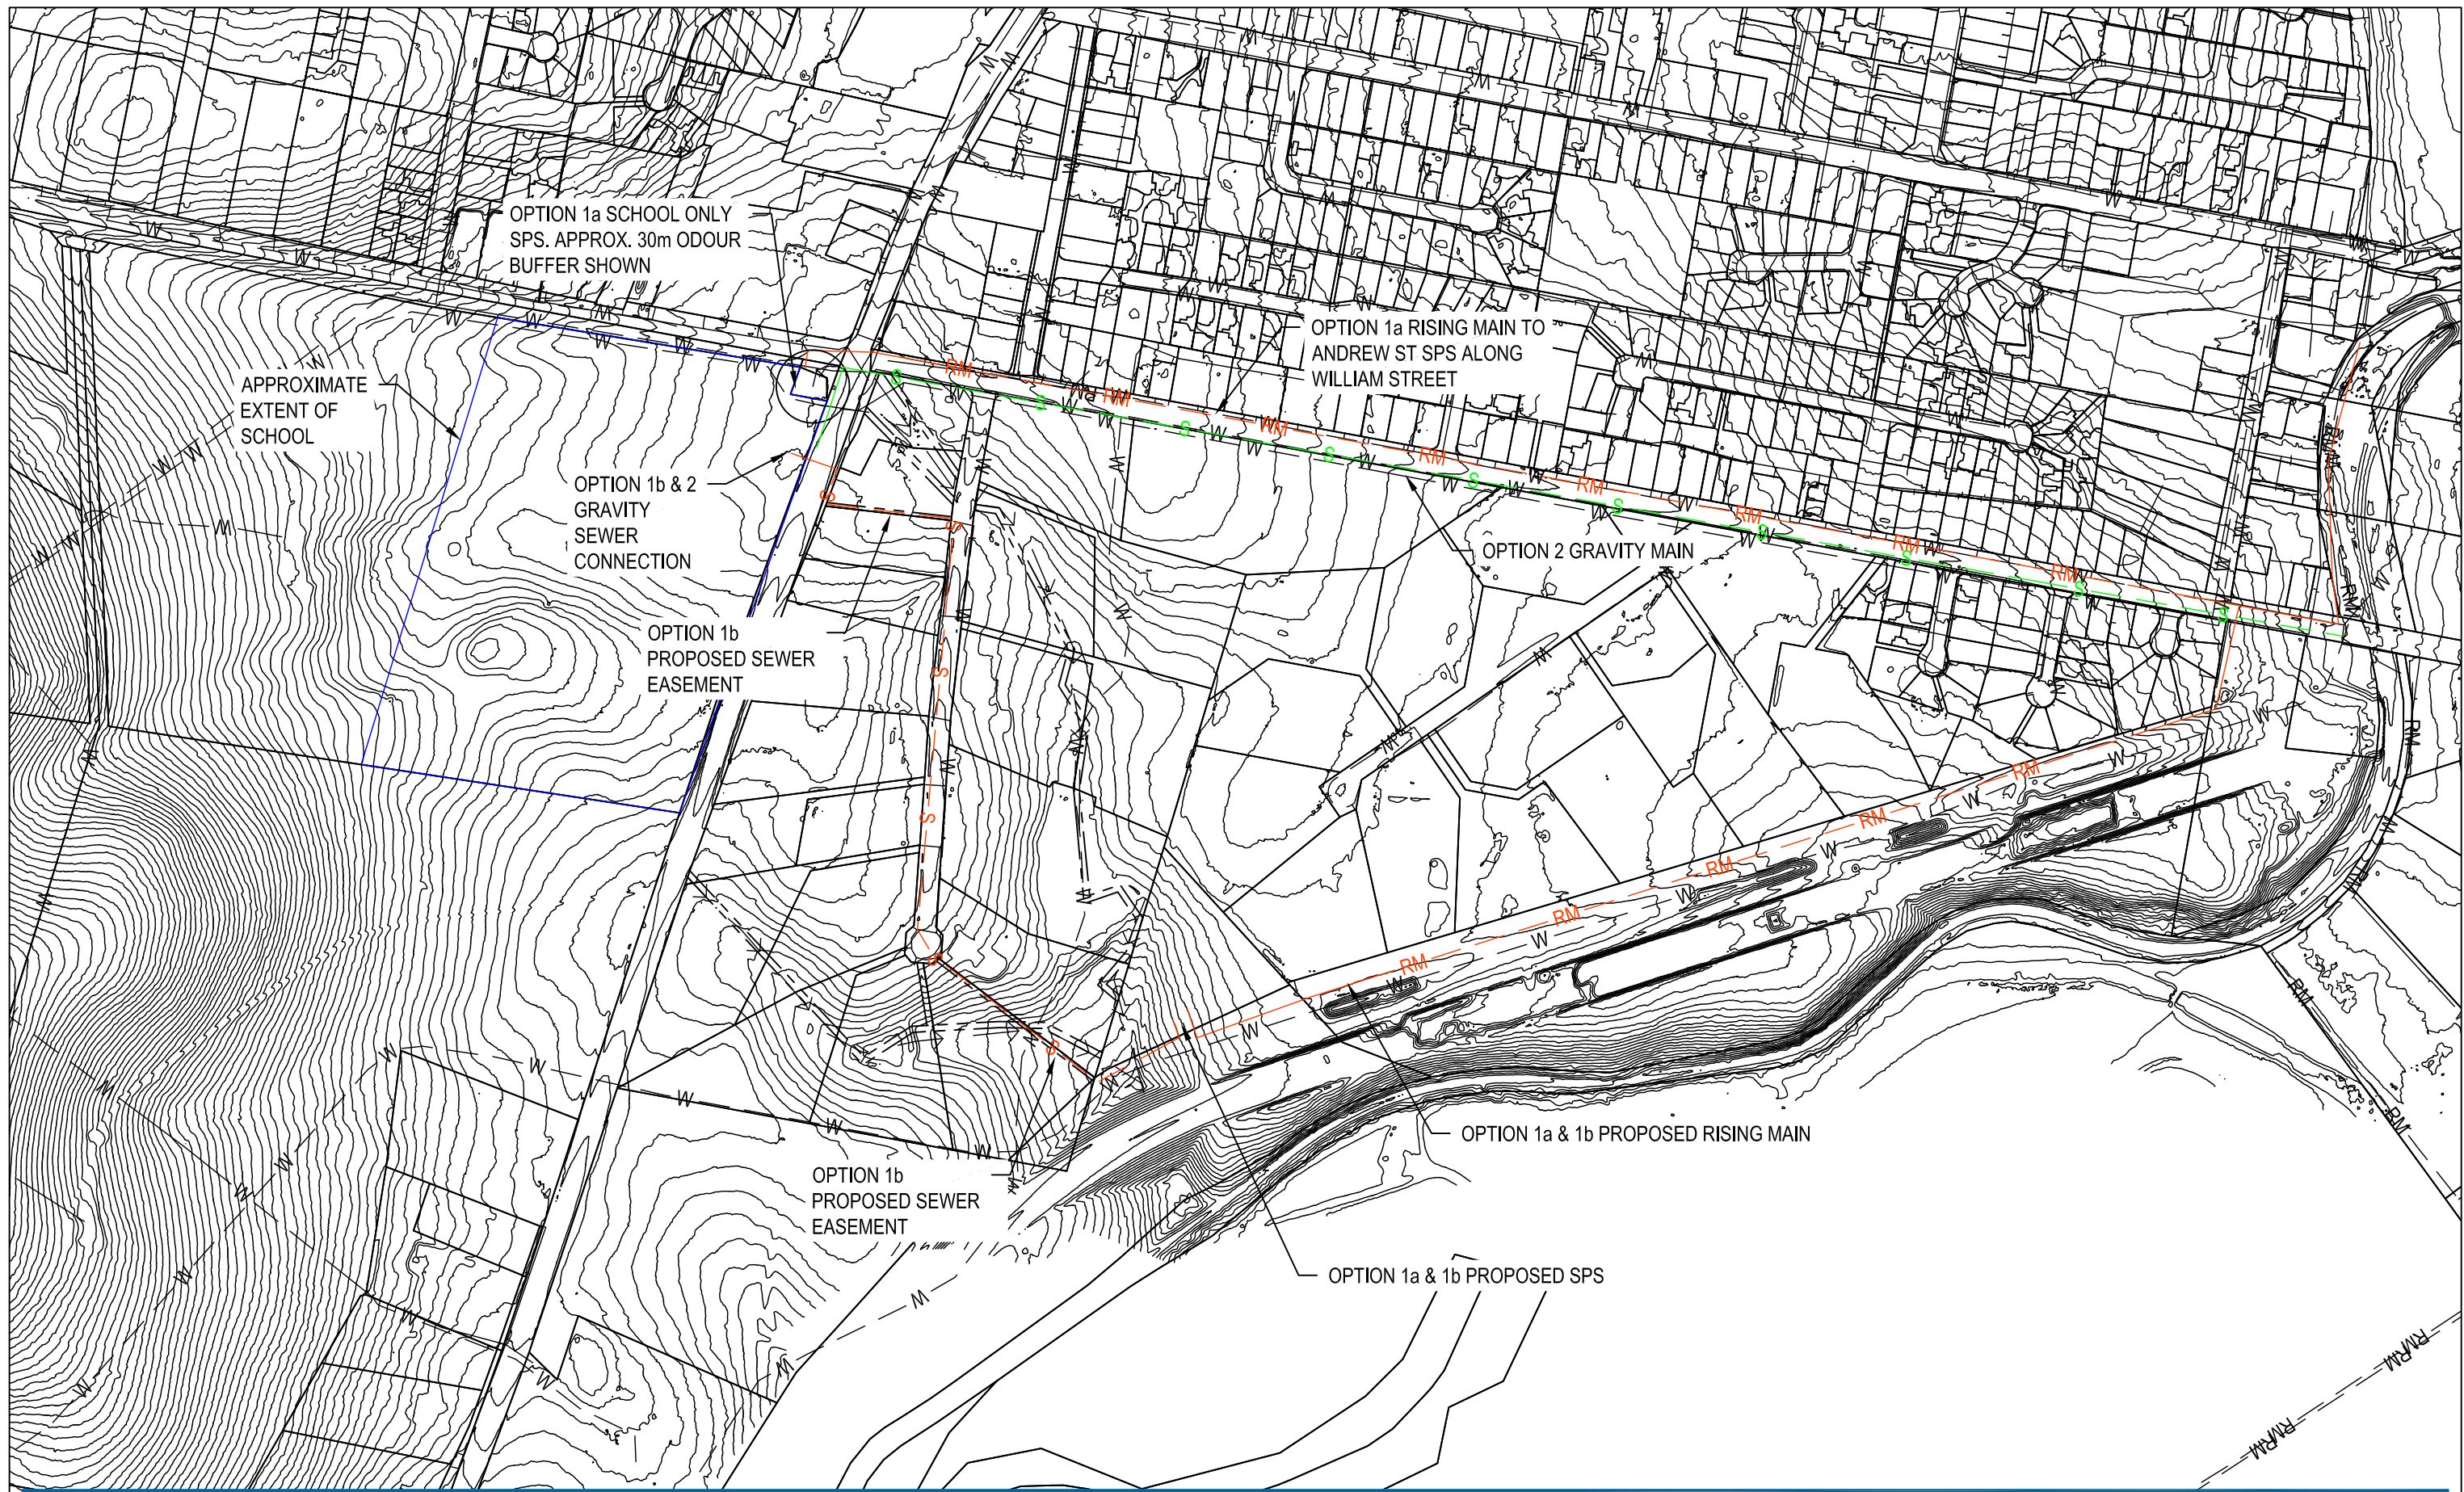 OPTION 1a SCHOOL ONLY
SPS. APPROX. 30m ODOUR
BUFFER SHOWN
OPTION 1a RISING MAIN TO
ANDREW ST SPS ALONG
WILLIAM STREET
APPROXIMATE
EXTENT OF
SCHOOL
OPTION 1b & 2
GRAVITY
SEWER
CONNECTION
OPTION 2 GRAVITY MAIN
OPTION 1b
PROPOSED SEWER
EASEMENT
OPTION 1a & 1b PROPOSED RISING MAIN
OPTION 1b
PROPOSED SEWER
EASEMENT
OPTION 1a & 1b PROPOSED SPS